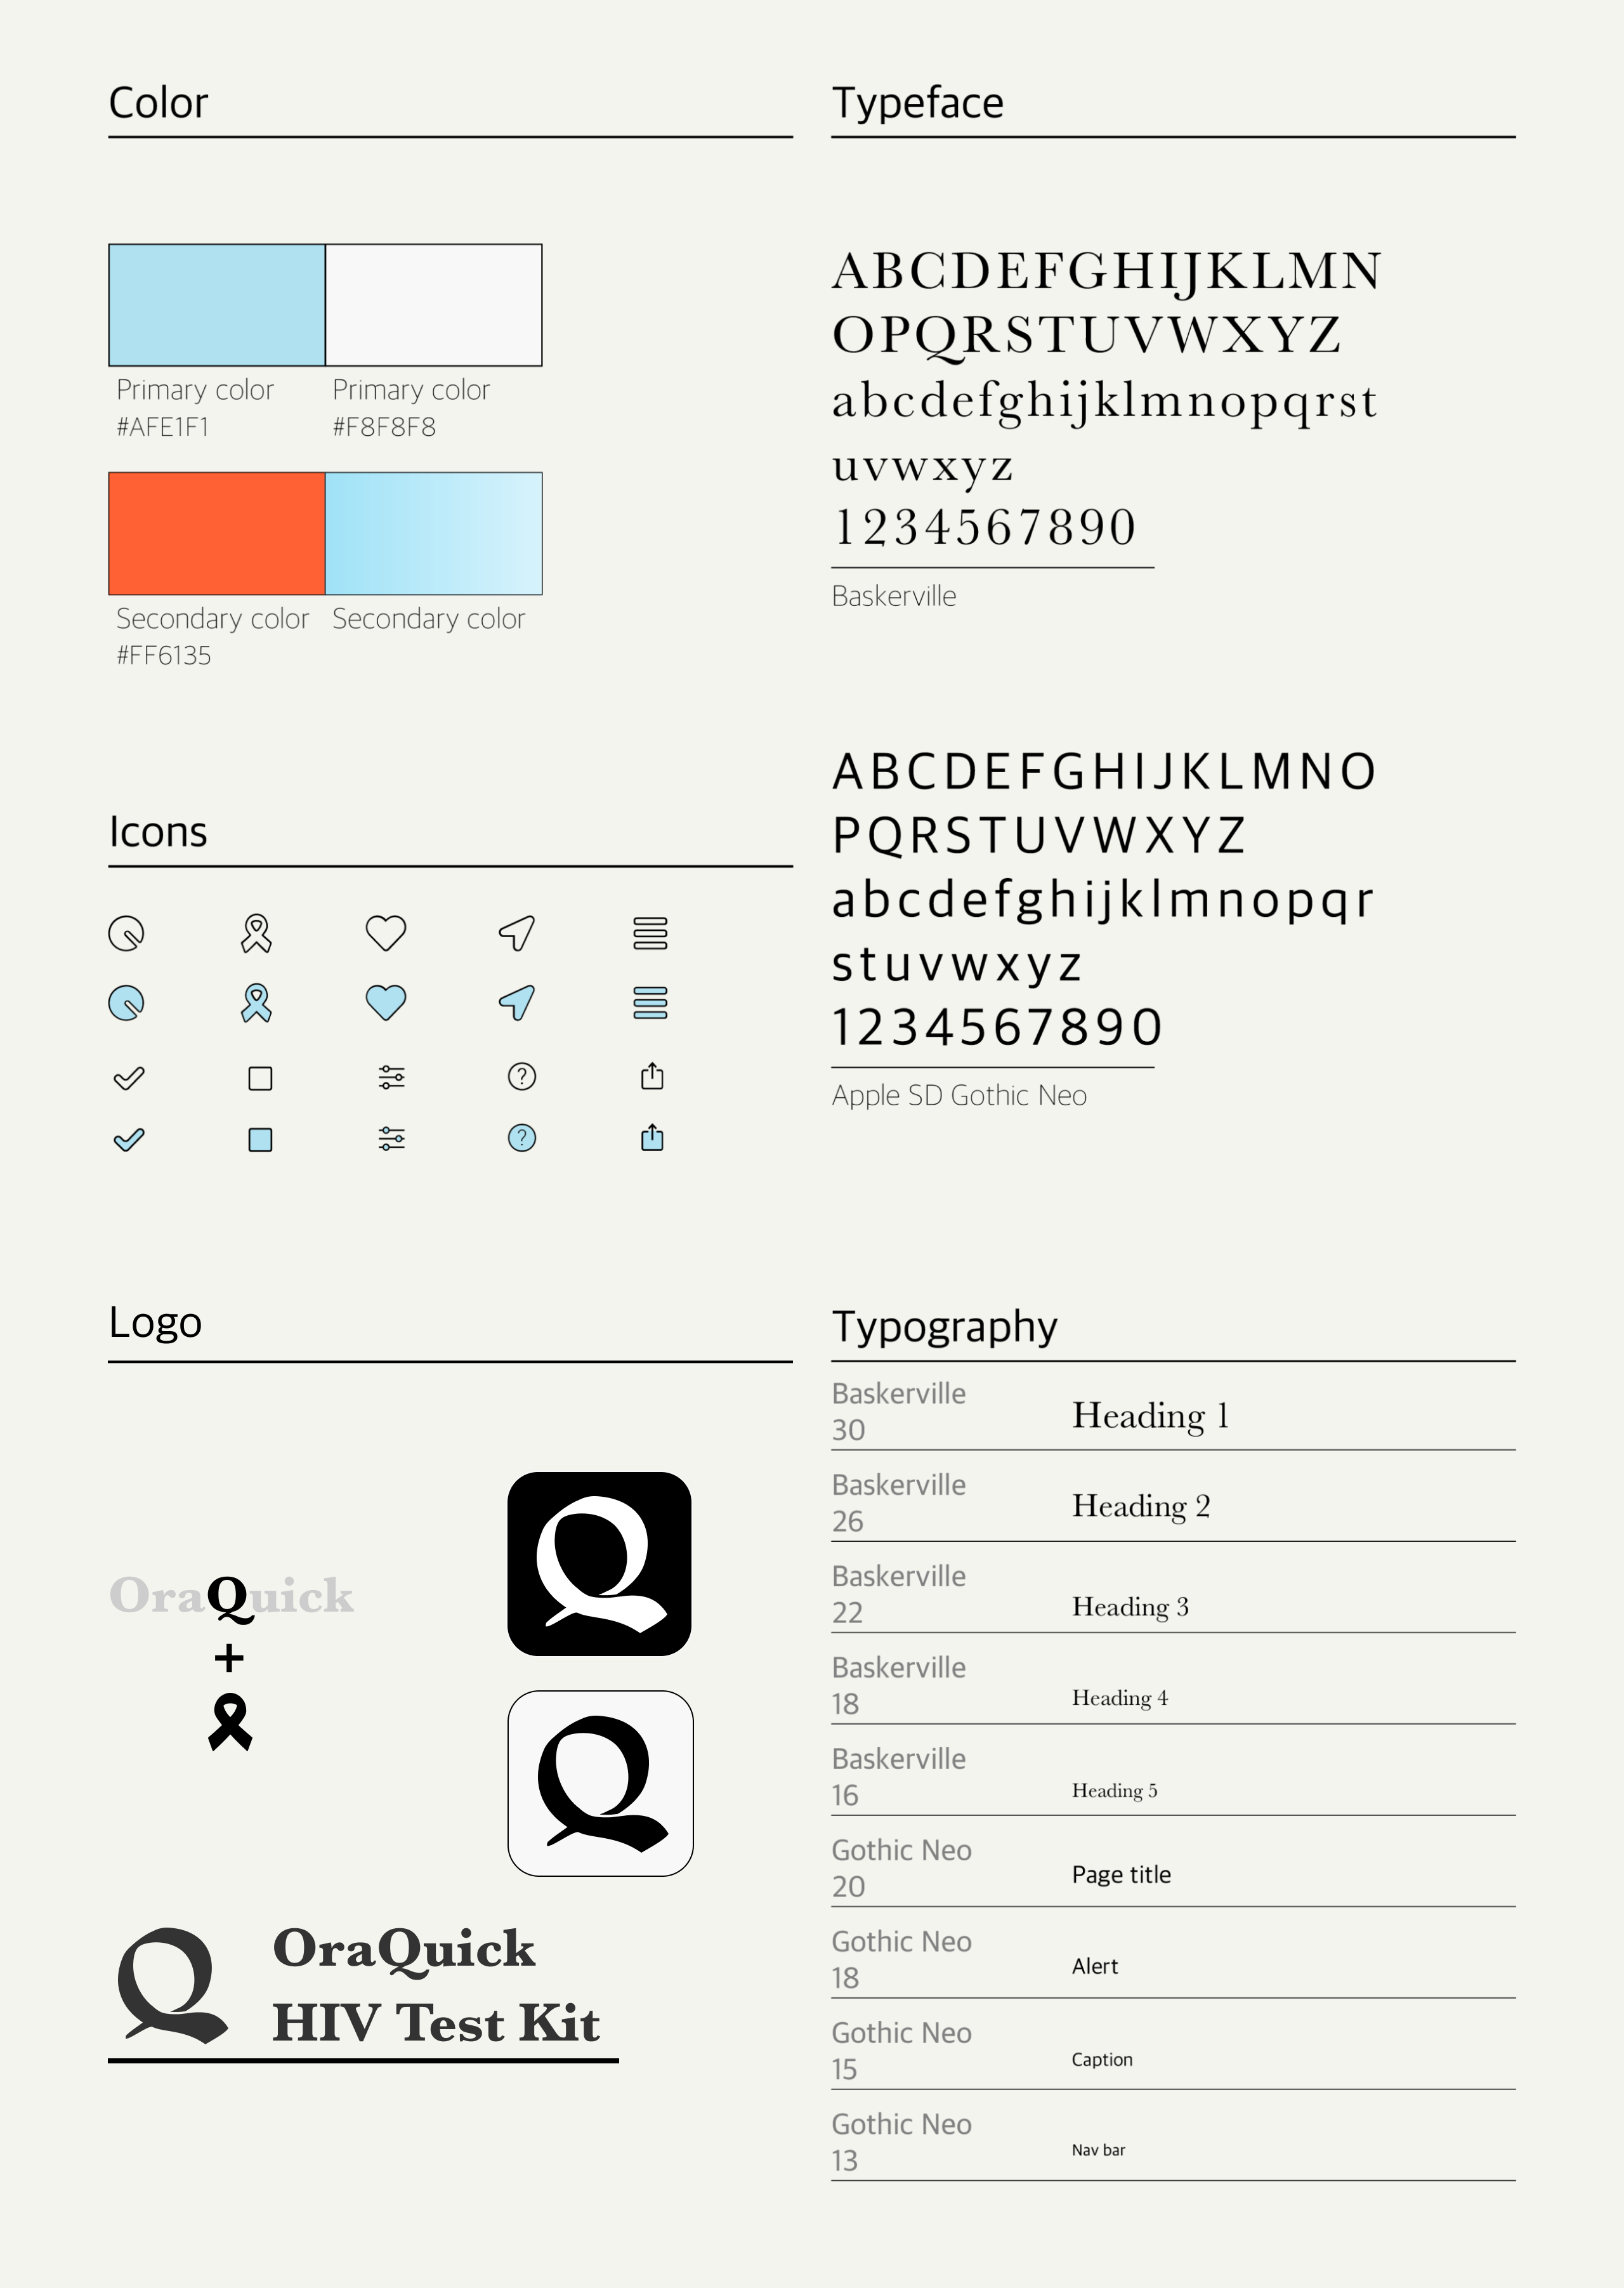 Color
Primary color
#AFE1F1
Primary color
#F8F8F8
Secondary color
#FF6135
Secondary color
Icons
?
?
Logo
OraQuick
+
Q
Q
Q
OraQuick
HIV Test Kit
Typeface
ABCDEFGHIJKLMN
OPQRSTUVWXYZ
abcdefghijklmnopqrst
uvwxyz
1234567890
Baskerville
ABCDEFGHIJKLMNO
PQRSTUVWXYZ
abcdefghijklmnopqr
stuvwxyz
1234567890
Apple SD Gothic Neo
Typography
Baskerville
30
Heading 1
Baskerville
26
Heading 2
Baskerville
22
Heading 3
Baskerville
18
Heading 4
Baskerville
16
Heading 5
Gothic Neo
20
Page title
Gothic Neo
18
Alert
Gothic Neo
15
Caption
Gothic Neo
13
Nav bar